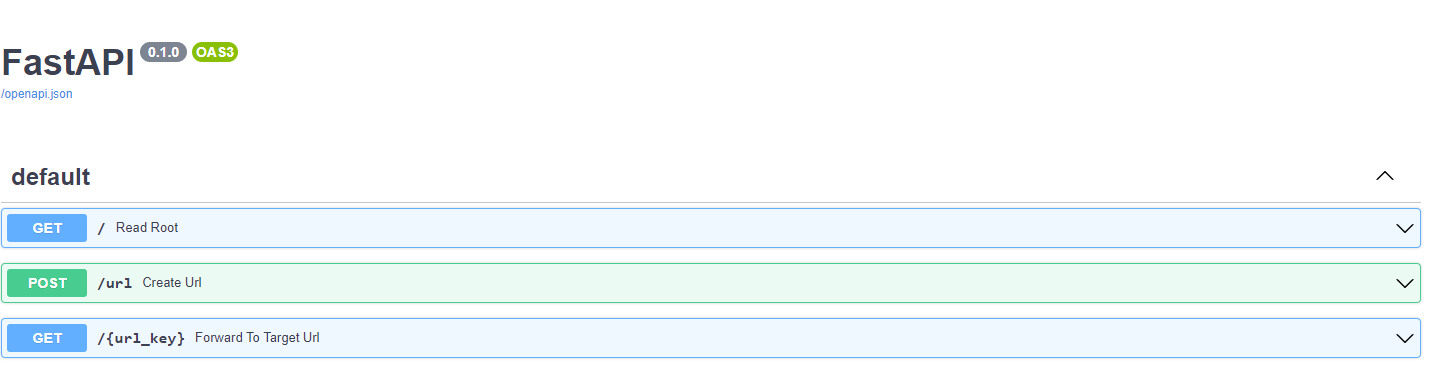 FastAPI 0.1.0 OAS3
/openapi.json
default
GET / Read Root
POST /url Create Url
GET /{url_key} Forward To Target Url